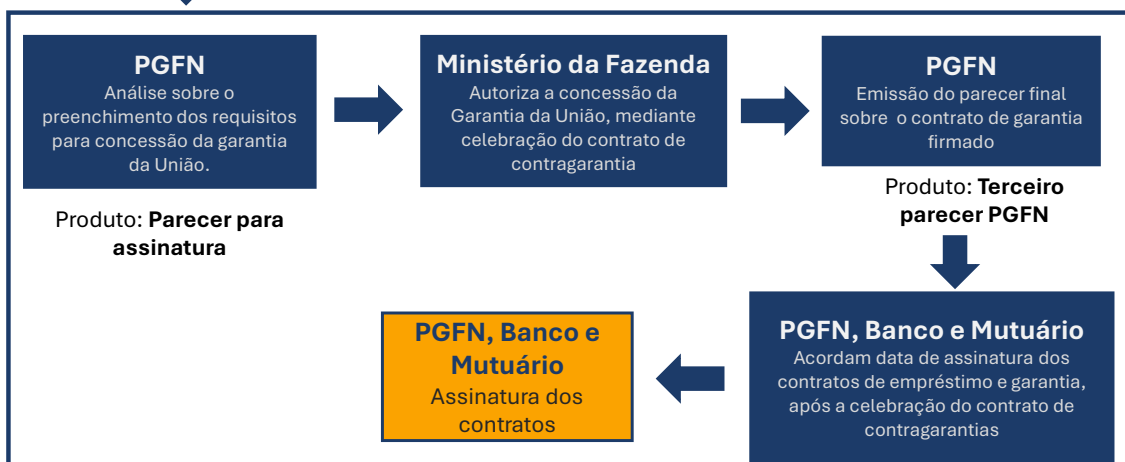 PGFN
Análise sobre o
preenchimento dos requisitos
para concessão da garantia
da União.
Produto: Parecer para
assinatura
Ministério da Fazenda
Autoriza a concessão da
Garantia da União, mediante
celebração do contrato de
contragarantia
PGFN
Emissão do parecer final
sobre o contrato de garantia
firmado
Produto: Terceiro
parecer PGFN
PGFN, Banco e Mutuário
Acordam data de assinatura dos
contratos de empréstimo e garantia,
após a celebração do contrato de
contragarantias
PGFN, Banco e
Mutuário
Assinatura dos
contratos